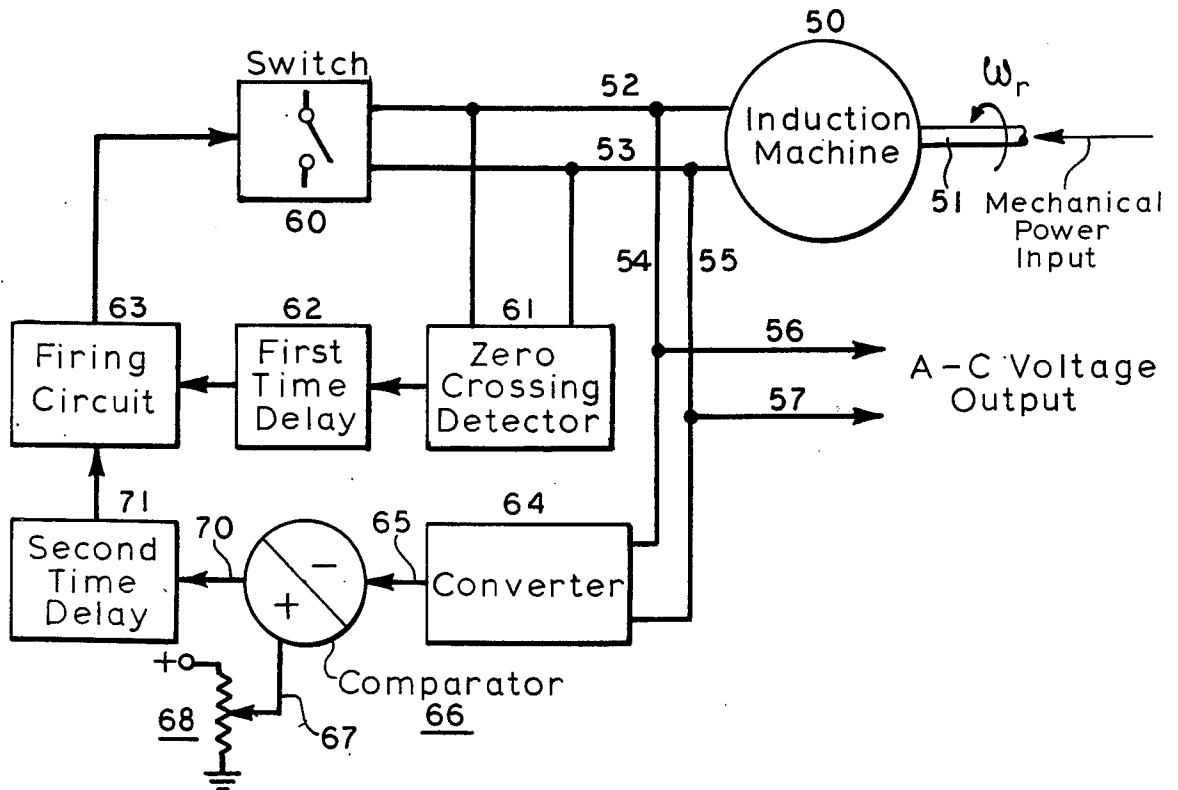 50
Switch
52
ωr
Induction
Machine
53
51
Mechanical
Power
Input
60
54
55
63
62
61
56
Firing
Circuit
First
Time
Delay
Zero
Crossing
Detector
A-C Voltage
Output
57
71
70
65
64
Second
Time
Delay
−
+
Converter
+
Comparator
66
68
67